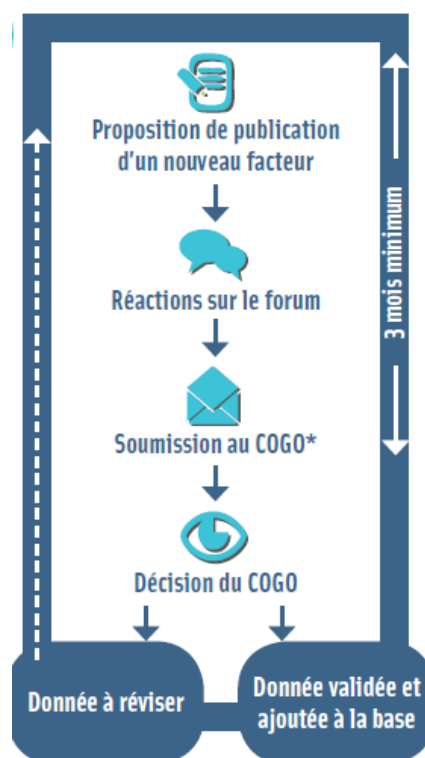 Proposition de publication
d'un nouveau facteur
Réactions sur le forum
3 mois minimum
Soumission au COGO*
Décision du COGO
Donnée à réviser
Donnée validée et
ajoutée à la base